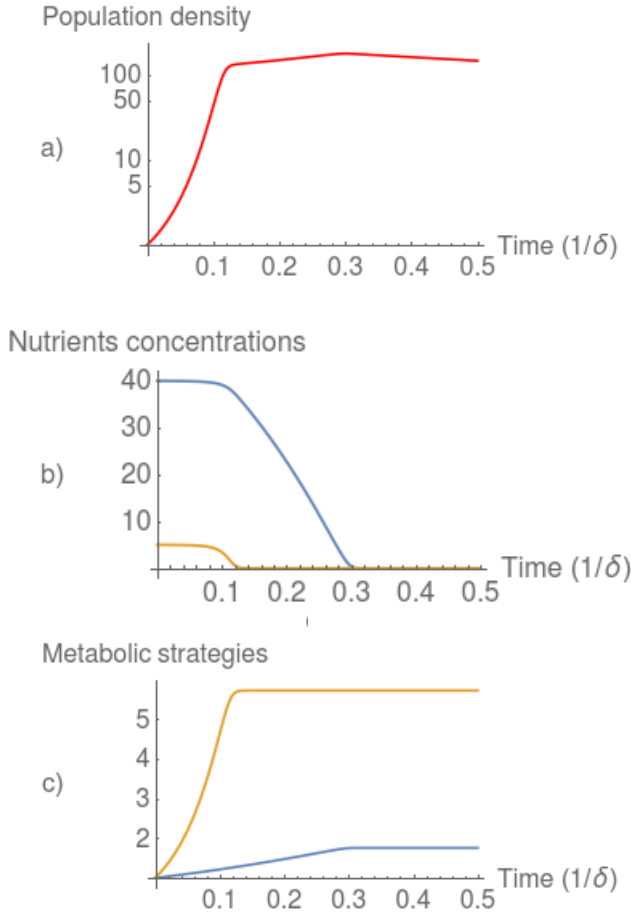 Population density
100
50
a)
10
5
Time (1/δ)
0.1 0.2 0.3 0.4 0.5
Nutrients concentrations
40
30
b)
20
10
Time (1/δ)
0.1 0.2 0.3 0.4 0.5
Metabolic strategies
5
4
c)
3
2
Time (1/δ)
0.1 0.2 0.3 0.4 0.5